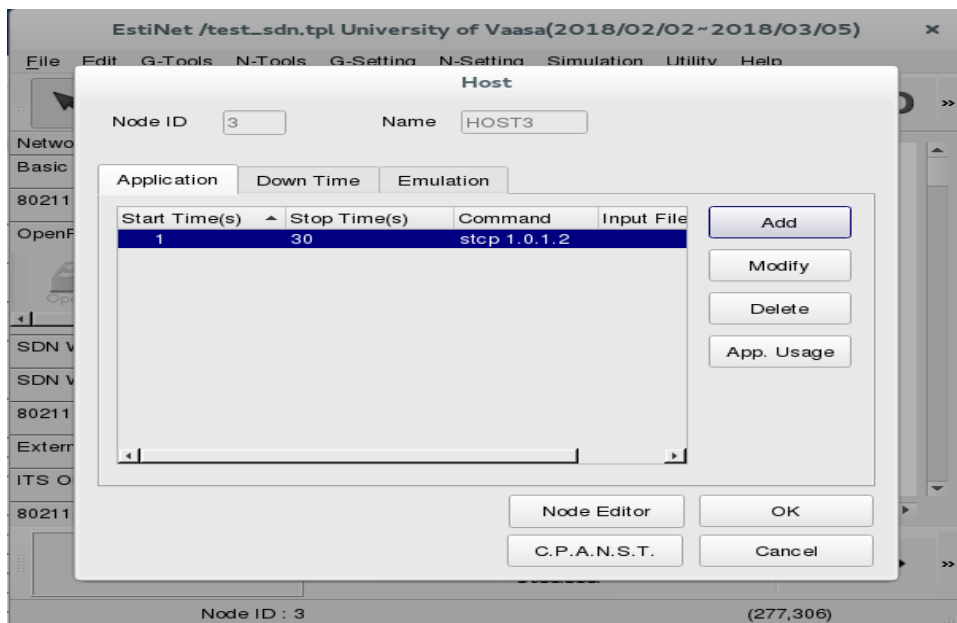 EstiNet /test_sdn.tpl University of Vaasa(2018/02/02~2018/03/05)
File Edit G-Tools N-Tools G-Setting N-Setting Simulation Utility Help
Host
Node ID 3 Name HOST3
Netwo
Basic
80211
OpenF
Ope
SDN W
SDN W
80211
Extern
ITS O
80211
Application Down Time Emulation
Start Time(s) Stop Time(s) Command Input File
1 30 stcp 1.0.1.2
Add
Modify
Delete
App. Usage
Node Editor OK
C.P.A.N.S.T. Cancel
Node ID : 3 (277,306)